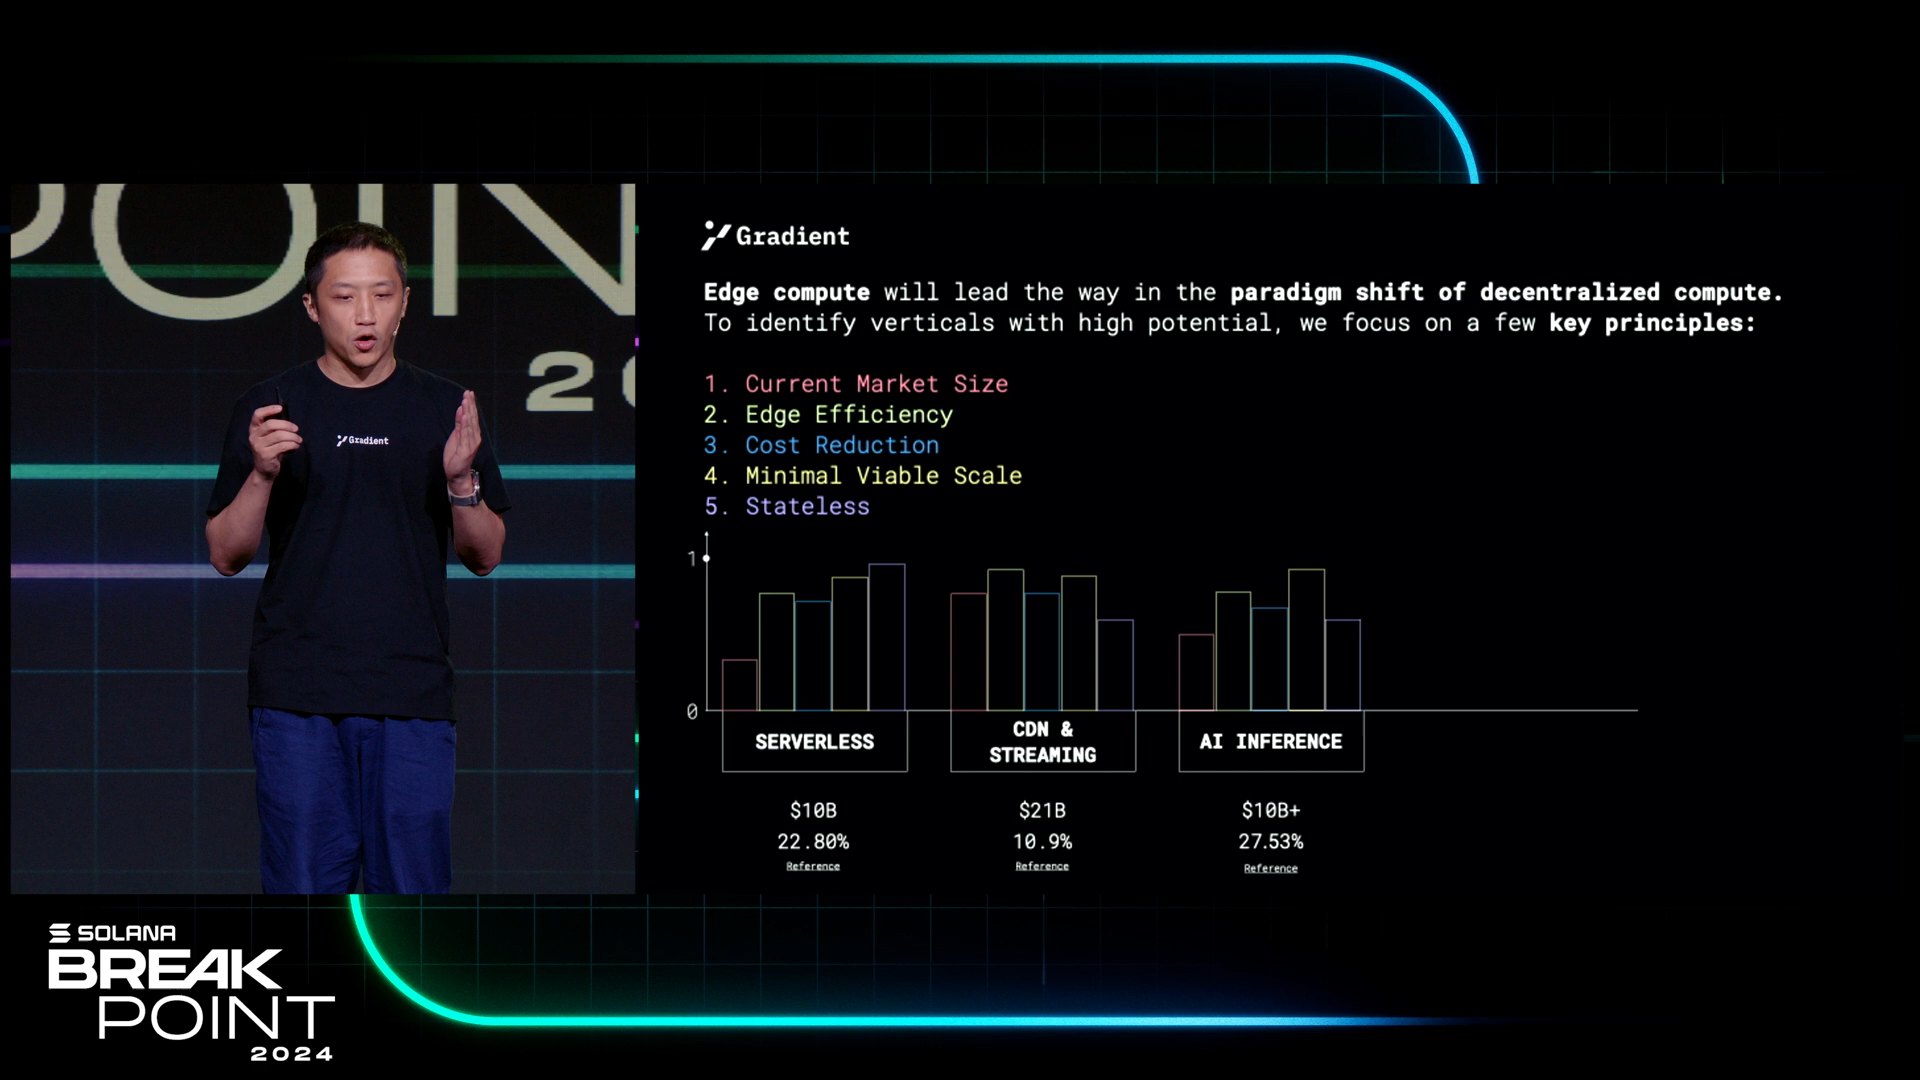 POIN
2
Gradient
Gradient
Edge compute will lead the way in the paradigm shift of decentralized compute.
To identify verticals with high potential, we focus on a few key principles:
1. Current Market Size
2. Edge Efficiency
3. Cost Reduction
4. Minimal Viable Scale
5. Stateless
1
0
SERVERLESS
CDN &
STREAMING
AI INFERENCE
$10B
$21B
$10B+
22.80%
10.9%
27.53%
Reference
Reference
Reference
SOLANA
BREAK
POINT
2024